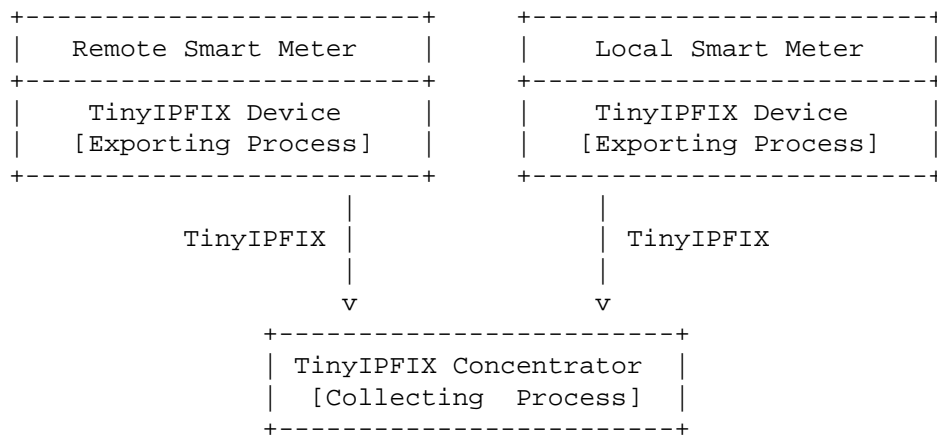 Remote Smart Meter Local Smart Meter
TinyIPFIX Device TinyIPFIX Device
[Exporting Process] [Exporting Process]
TinyIPFIX TinyIPFIX
v v
TinyIPFIX Concentrator
[Collecting Process]